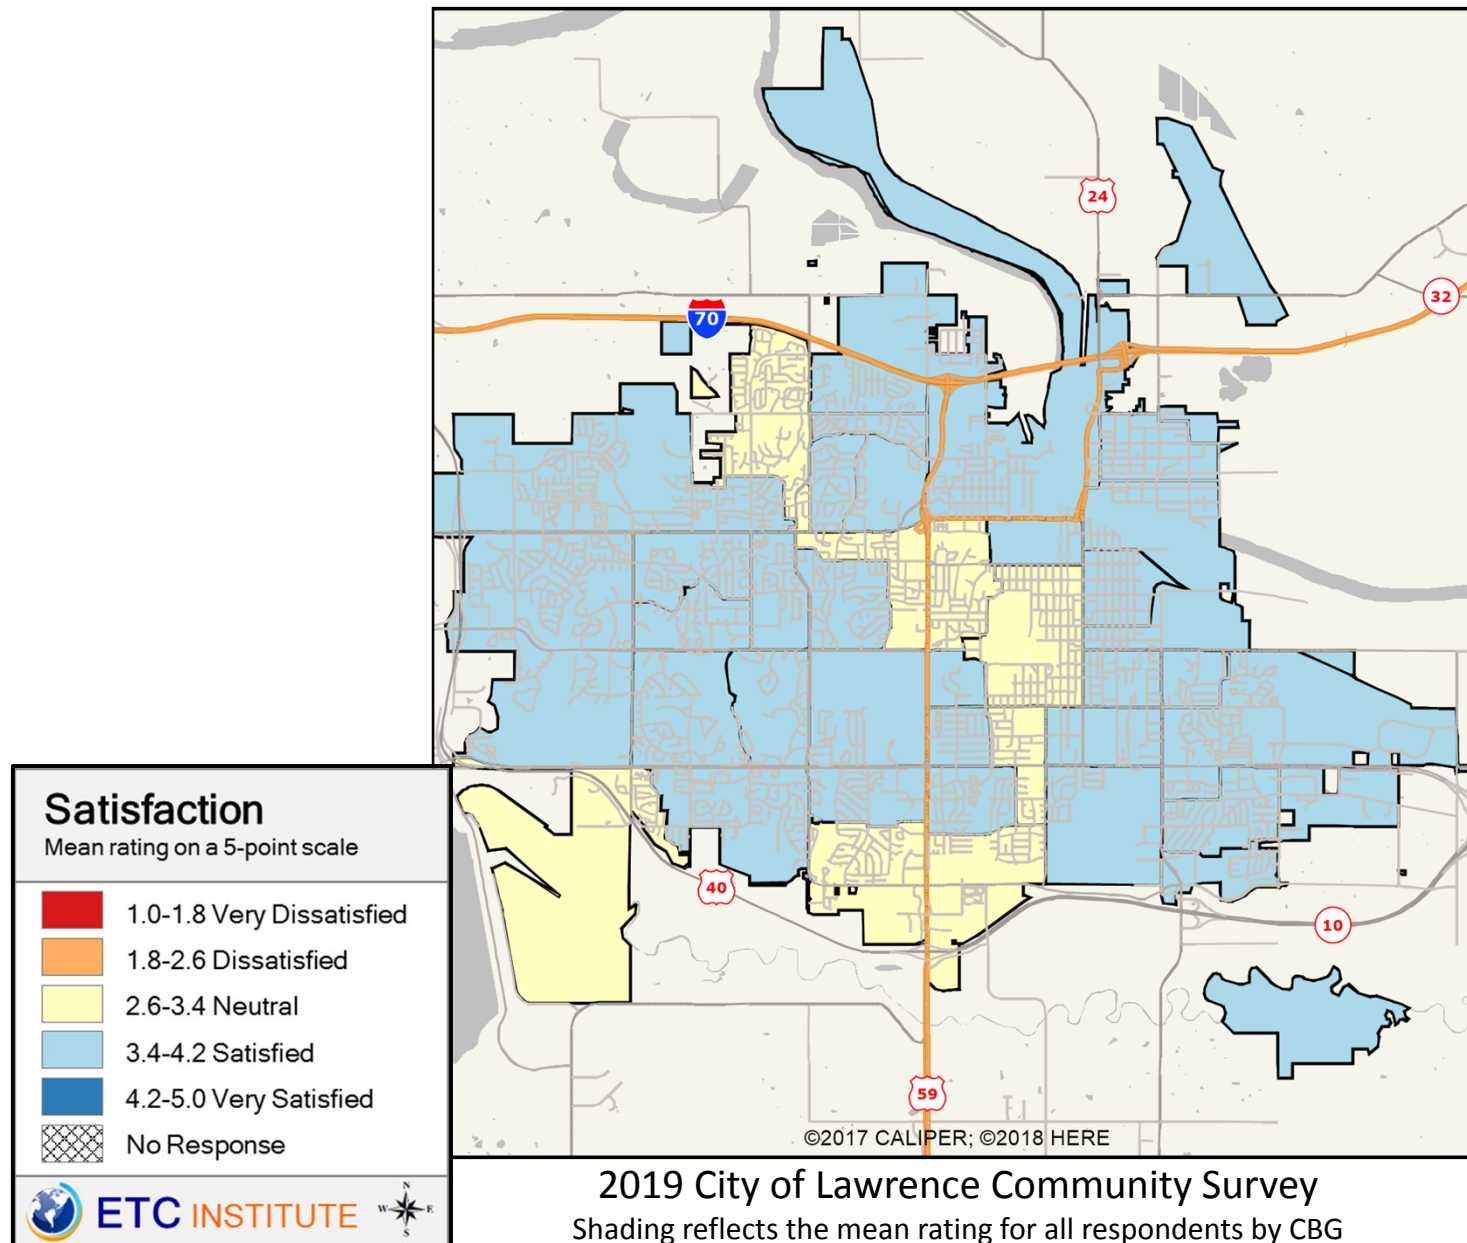 24
32
70
40
10
59
©2017 CALIPER; ©2018 HERE
Satisfaction
Mean rating on a 5-point scale
1.0-1.8 Very Dissatisfied
1.8-2.6 Dissatisfied
2.6-3.4 Neutral
3.4-4.2 Satisfied
4.2-5.0 Very Satisfied
No Response
ETC INSTITUTE
N
W E
S
2019 City of Lawrence Community Survey
Shading reflects the mean rating for all respondents by CBG